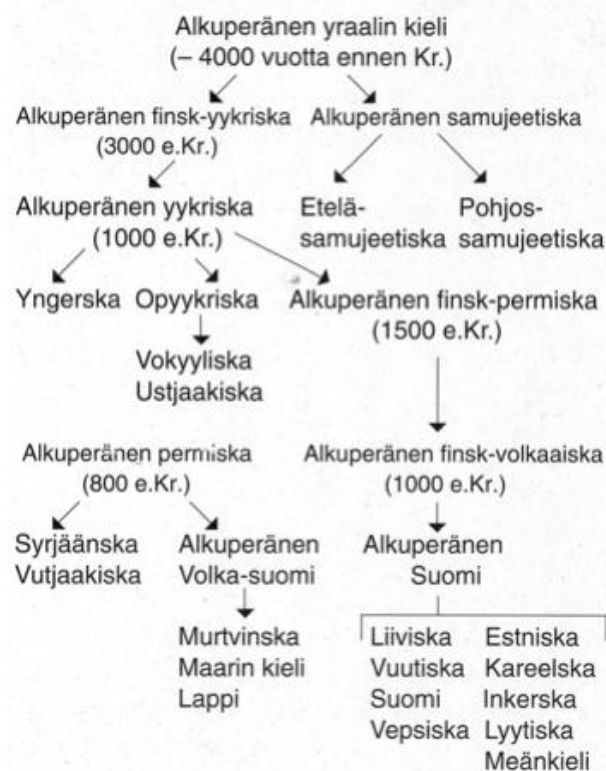 Alkuperänen yraalin kieli
(– 4000 vuotta ennen Kr.)
Alkuperänen finsk-yykriska
(3000 e.Kr.)
Alkuperänen samujeetiska
Alkuperänen yykriska
(1000 e.Kr.)
Etelä-
samujeetiska
Pohjos-
samujeetiska
Yngerska
Opyykriska
Alkuperänen finsk-permiska
(1500 e.Kr.)
Vokyyliska
Ustjaakiska
Alkuperänen permiska
(800 e.Kr.)
Alkuperänen finsk-volkaaiska
(1000 e.Kr.)
Syrjäänska
Vutjaakiska
Alkuperänen
Volka-suomi
Alkuperänen
Suomi
Murtvinska
Maarin kieli
Lappi
Liiviska
Vuutiska
Suomi
Vepsiska
Estniska
Kareelska
Inkerska
Lyytiska
Meänkieli